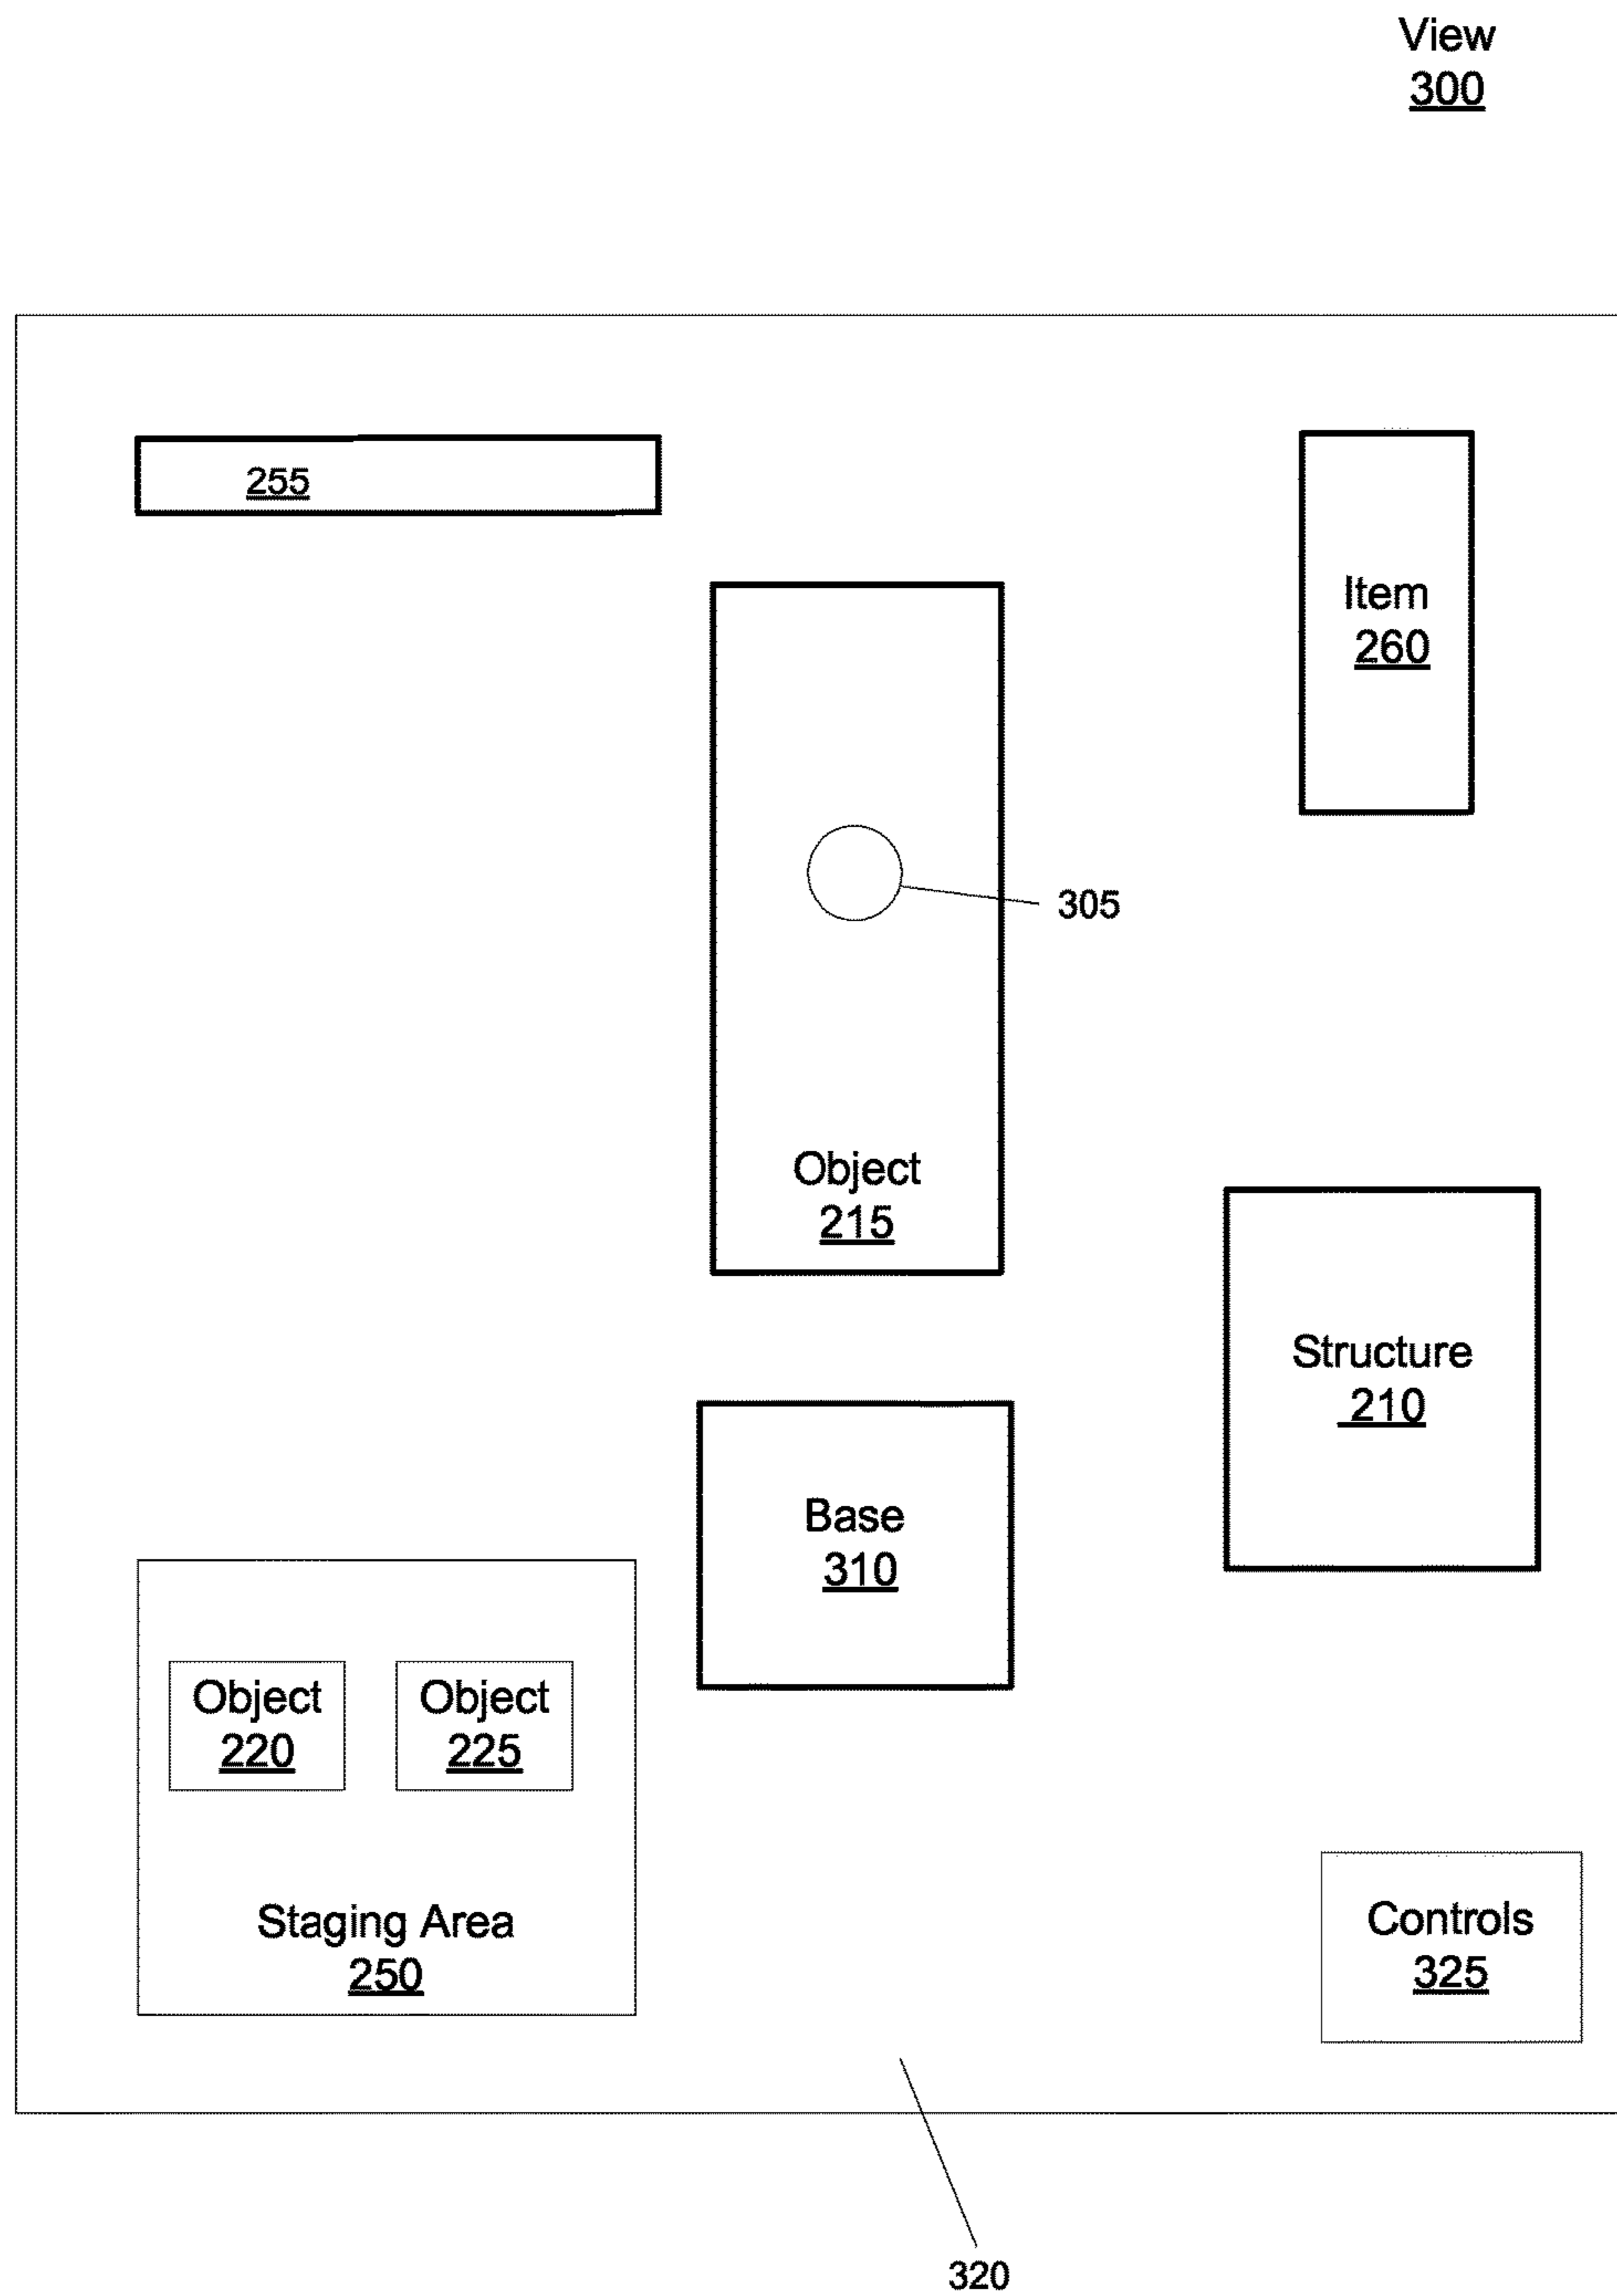 View
300
255
Item
260
305
Object
215
Structure
210
Base
310
Object
220
Object
225
Staging Area
250
Controls
325
320